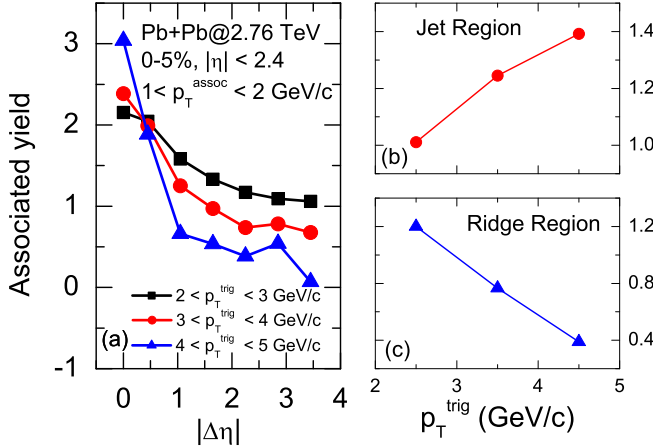 Pb+Pb@2.76 TeV
0-5%, |η| < 2.4
1< p_T^assoc < 2 GeV/c
3
2
1
0
-1
Associated yield
2 < p_T^trig < 3 GeV/c
3 < p_T^trig < 4 GeV/c
4 < p_T^trig < 5 GeV/c
(a)
0 1 2 3 4
|Δη|
Jet Region
(b)
1.4
1.2
1.0
Ridge Region
(c)
1.2
0.8
0.4
2 3 4 5
p_T^trig (GeV/c)